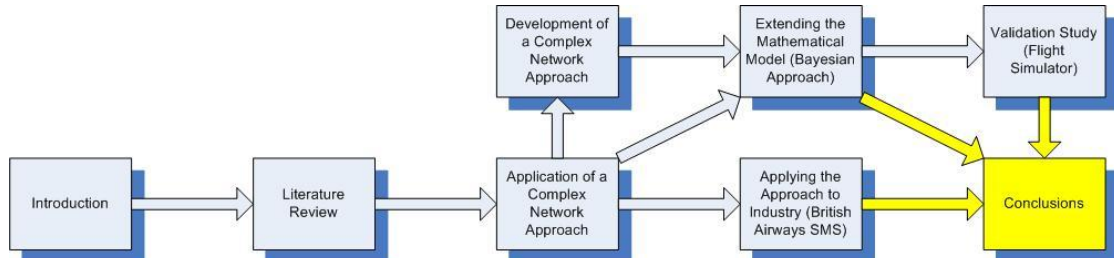 Development of
a Complex
Network
Approach
Extending the
Mathematical
Model (Bayesian
Approach)
Validation Study
(Flight
Simulator)
Introduction
Literature
Review
Application of a
Complex
Network
Approach
Applying the
Approach to
Industry (British
Airways SMS)
Conclusions